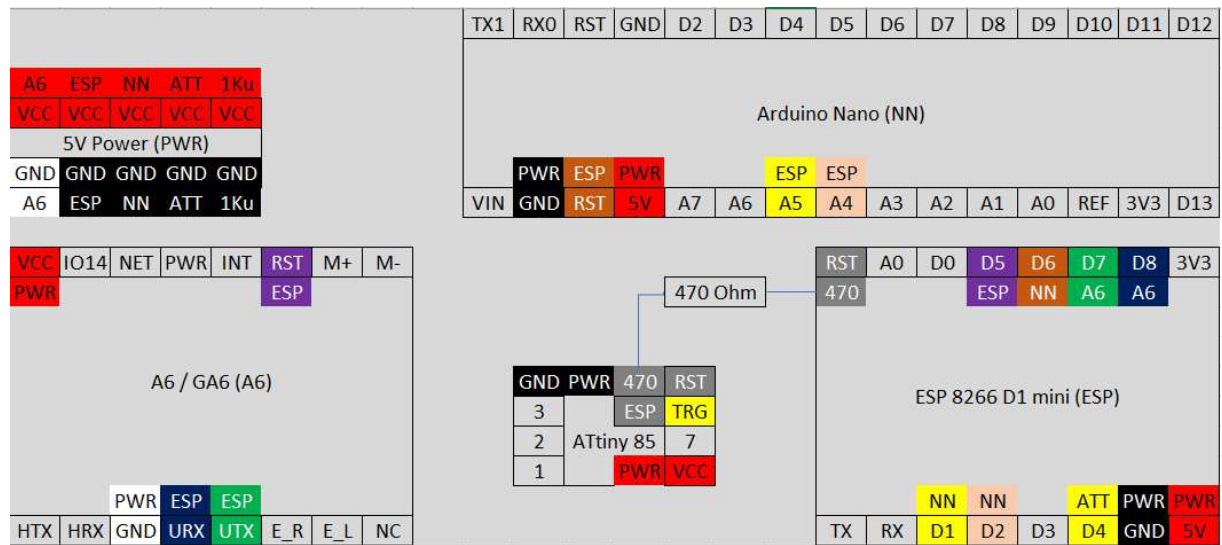 TX1 RX0 RST GND D2 D3 D4 D5 D6 D7 D8 D9 D10 D11 D12
A6 ESP NN ATT 1Ku
VCC VCC VCC VCC VCC
5V Power (PWR)
GND GND GND GND GND
A6 ESP NN ATT 1Ku
Arduino Nano (NN)
PWR ESP PWR ESP ESP
VIN GND RST 5V A7 A6 A5 A4 A3 A2 A1 A0 REF 3V3 D13
VCC IO14 NET PWR INT RST M+ M-
PWR ESP
A6 / GA6 (A6)
PWR ESP ESP
HTX HRX GND URX UTX E_R E_L NC
470 Ohm
GND PWR 470 RST
3 ESP TRG
2 ATtiny 85 7
1 PWR VCC
RST A0 D0 D5 D6 D7 D8 3V3
470 ESP NN A6 A6
ESP 8266 D1 mini (ESP)
NN NN ATT PWR PWR
TX RX D1 D2 D3 D4 GND 5V